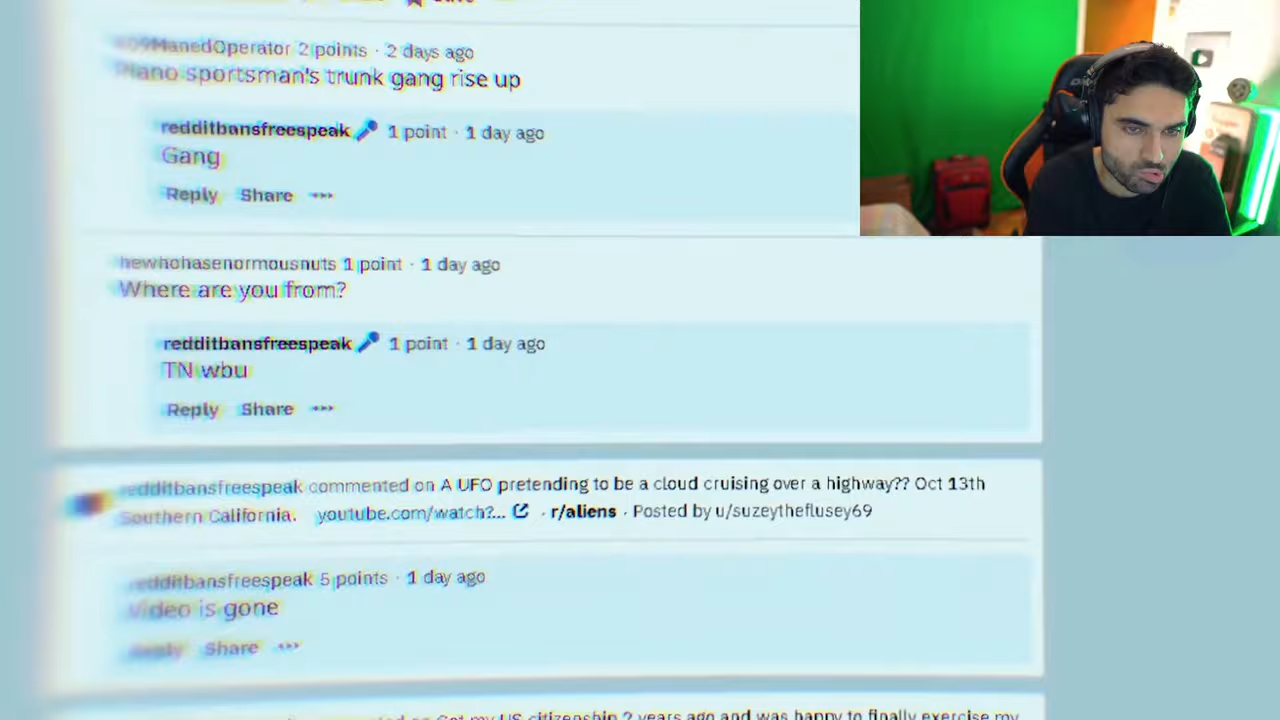 2 points · 2 days ago
Plano sportsman's trunk gang rise up
redditbansfreespeak 1 point · 1 day ago
Gang
Reply Share ···
hewhohasenormousnuts 1 point · 1 day ago
Where are you from?
redditbansfreespeak 1 point · 1 day ago
TN wbu
Reply Share ···
redditbansfreespeak commented on A UFO pretending to be a cloud cruising over a highway?? Oct 13th
Southern California. youtube.com/watch?... · r/aliens · Posted by u/suzeytheflusey69
redditbansfreespeak 5 points · 1 day ago
Video is gone
Reply Share ···
Got my US citizenship 2 years ago and was happy to finally exercise my